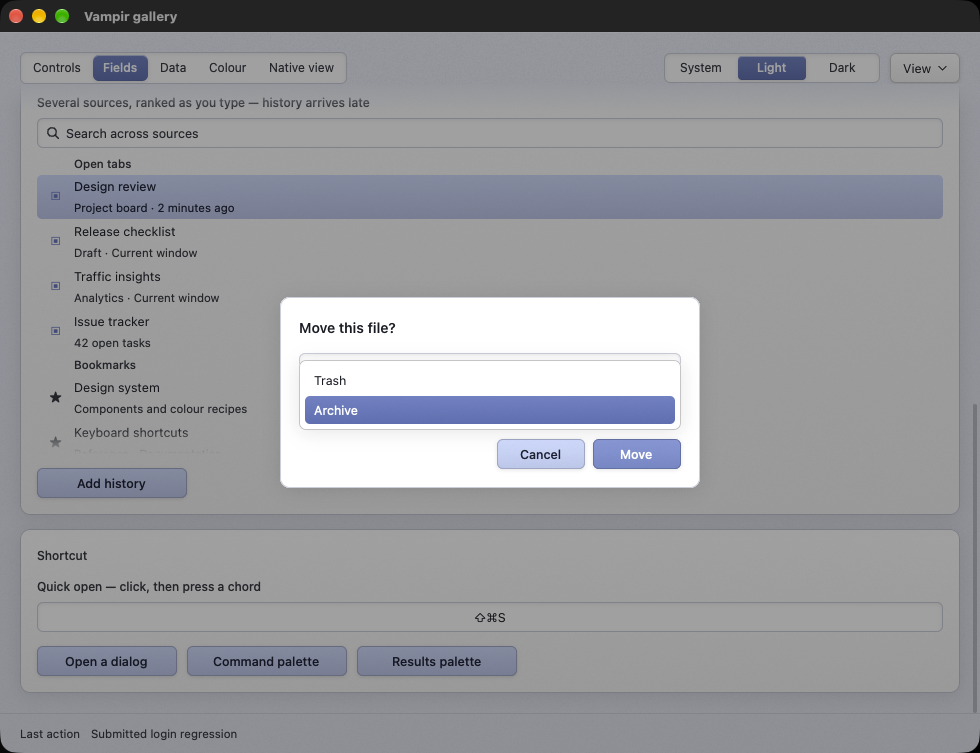 Vampir gallery
Controls Fields Data Colour Native view System Light Dark View
Several sources, ranked as you type — history arrives late
Search across sources
Open tabs
Design review
Project board · 2 minutes ago
Release checklist
Draft · Current window
Traffic insights
Analytics · Current window
Issue tracker
42 open tasks
Bookmarks
Design system
Components and colour recipes
Keyboard shortcuts
Add history
Move this file?
Trash
Archive
Cancel Move
Shortcut
Quick open — click, then press a chord
⇧⌘S
Open a dialog Command palette Results palette
Last action Submitted login regression